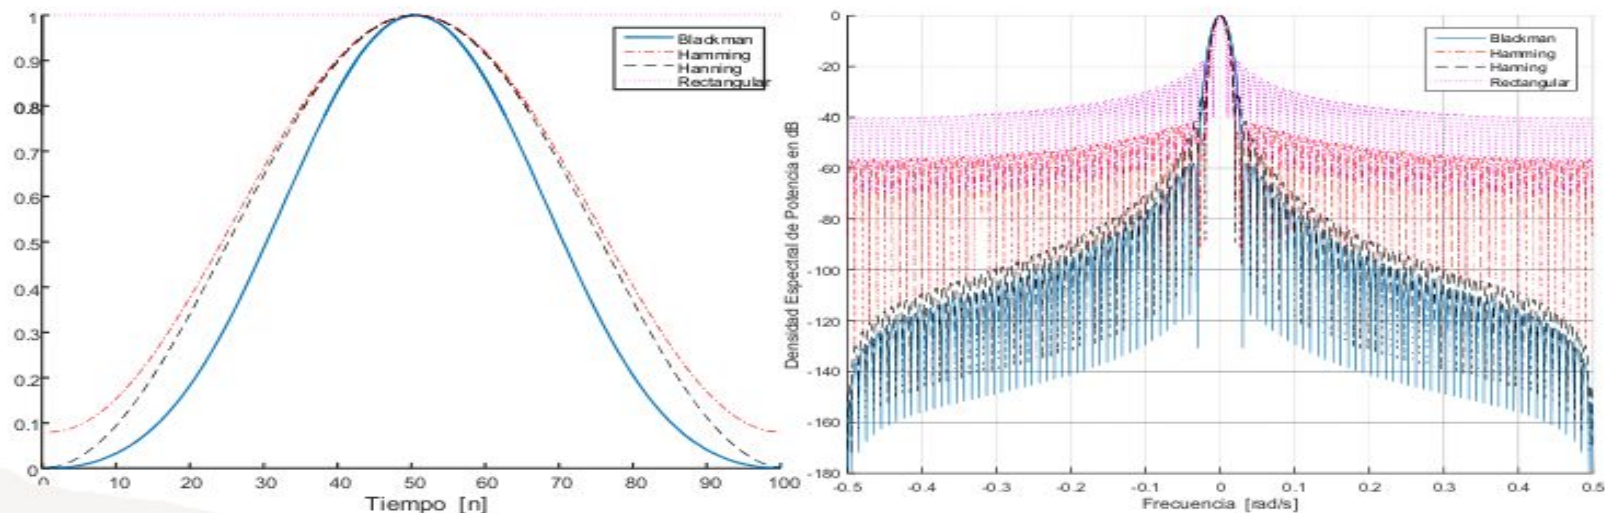 1
0.9
0.8
0.7
0.6
0.5
0.4
0.3
0.2
0.1
0
0 10 20 30 40 50 60 70 80 90 100
Tiempo [n]
Blackman
Hamming
Hanning
Rectangular
0
-20
-40
-60
-80
-100
-120
-140
-160
-180
-0.5 -0.4 -0.3 -0.2 -0.1 0 0.1 0.2 0.3 0.4 0.5
Densidad Espectral de Potencia en dB
Frecuencia [rad/s]
Blackman
Hamming
Hanning
Rectangular